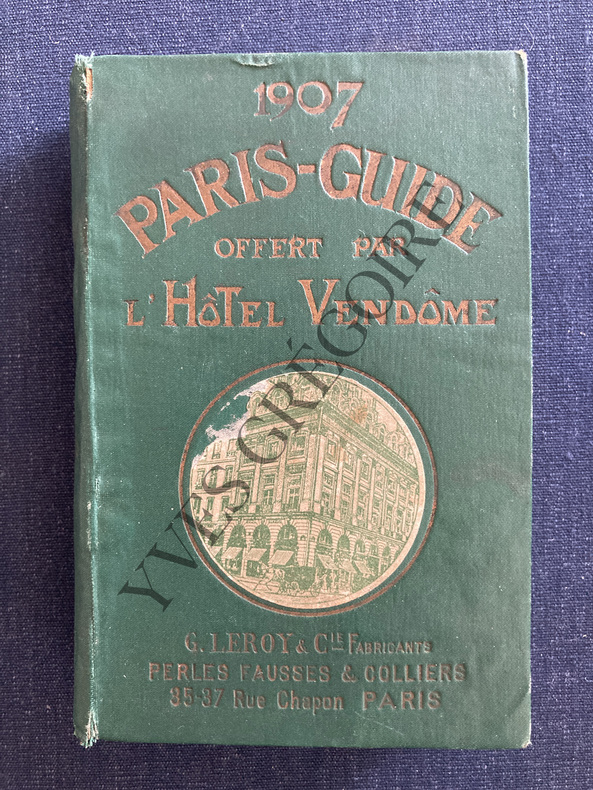 1907
PARIS-GUIDE
OFFERT PAR
L'HÔTEL VENDÔME
YVES GRÉGOIRE
G. LEROY & CIE FABRICANTS
PERLES FAUSSES & COLLIERS
35-37 Rue Chapon PARIS